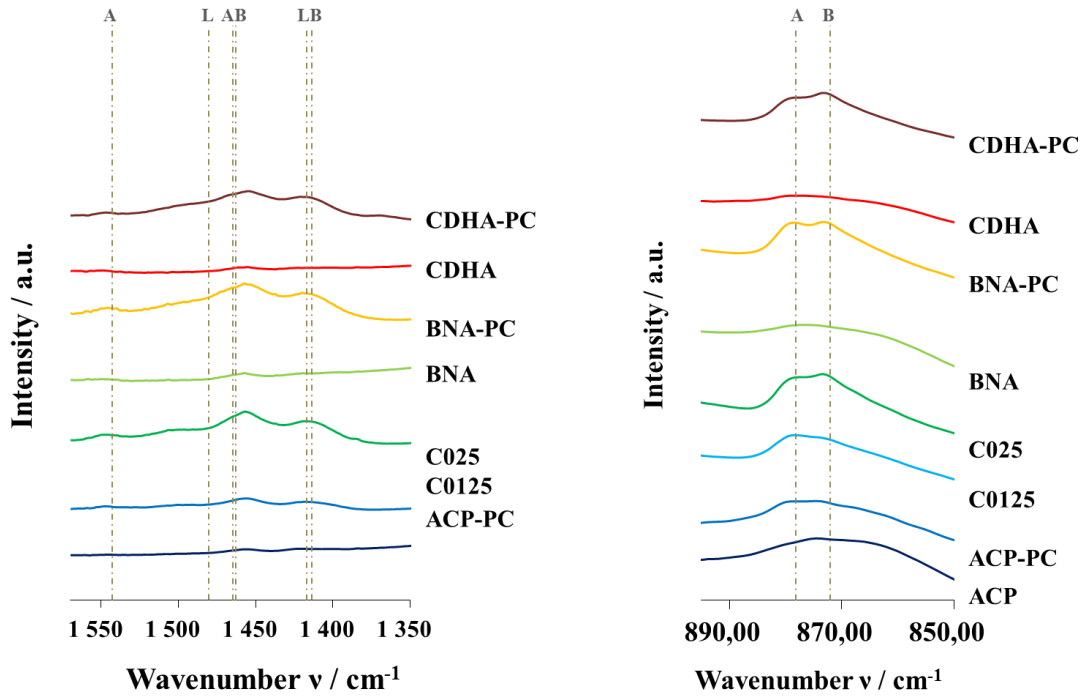 A L A B L B
CDHA-PC
CDHA
BNA-PC
BNA
C025
C0125
ACP-PC
Intensity / a.u.
1 550 1 500 1 450 1 400 1 350
Wavenumber ν / cm-1
A B
CDHA-PC
CDHA
BNA-PC
BNA
C025
C0125
ACP-PC
ACP
Intensity / a.u.
890,00 870,00 850,00
Wavenumber ν / cm-1